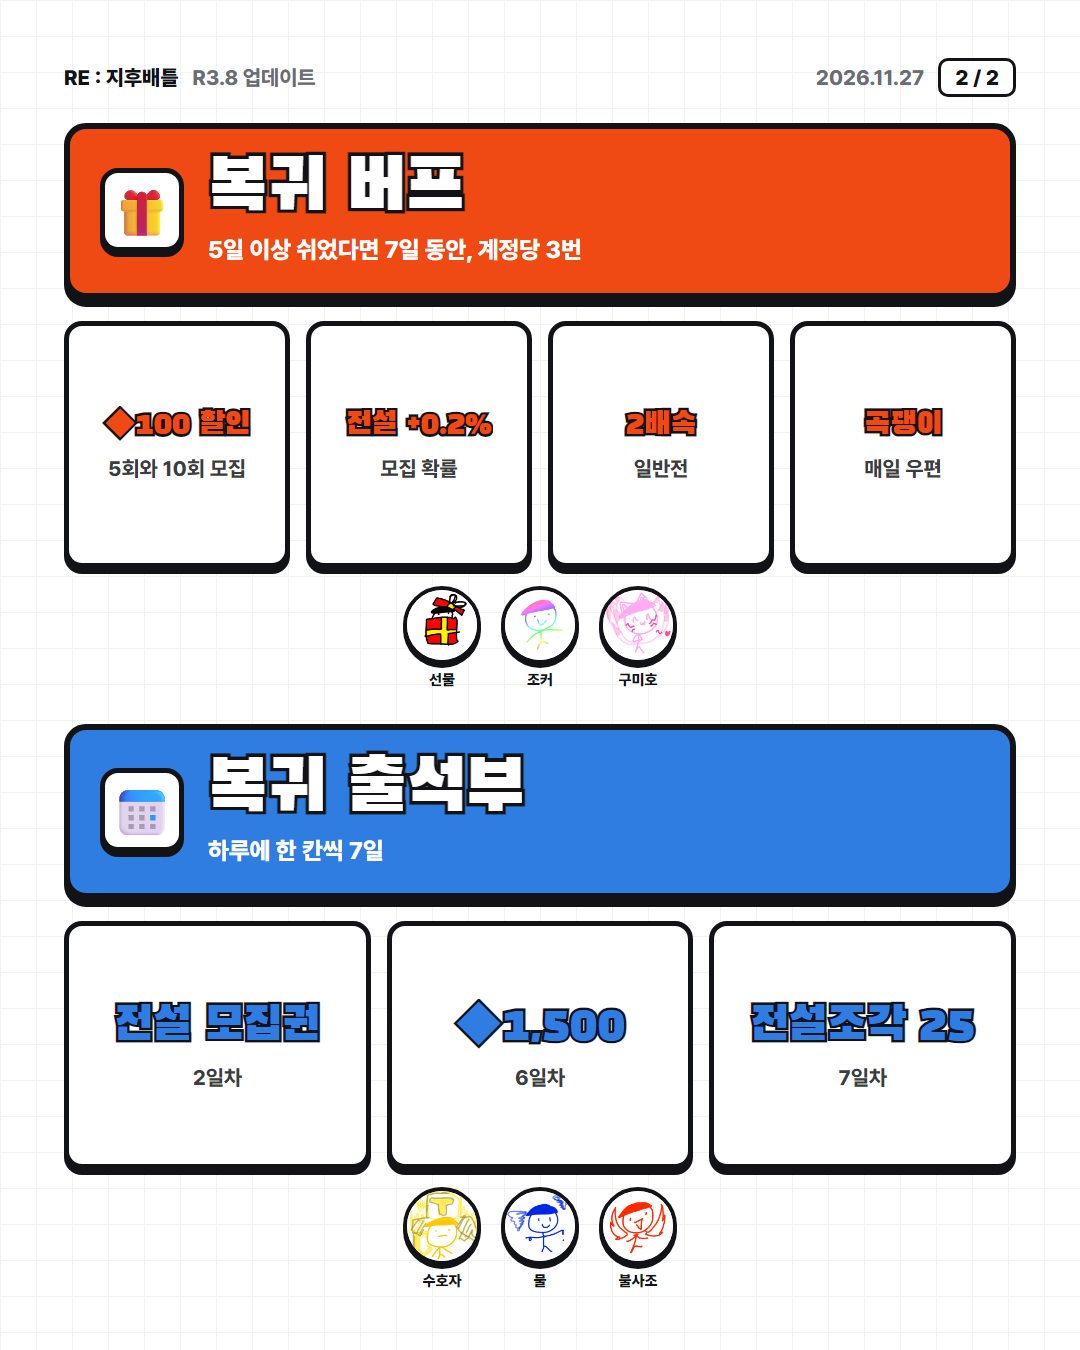 RE : 지후배틀 R3.8 업데이트
2026.11.27 2 / 2
복귀 버프
5일 이상 쉬었다면 7일 동안, 계정당 3번
◆100 할인
5회와 10회 모집
전설 +0.2%
모집 확률
2배속
일반전
곡괭이
매일 우편
선물
조커
구미호
복귀 출석부
하루에 한 칸씩 7일
전설 모집권
2일차
◆1,500
6일차
전설조각 25
7일차
T
수호자
물
불사조